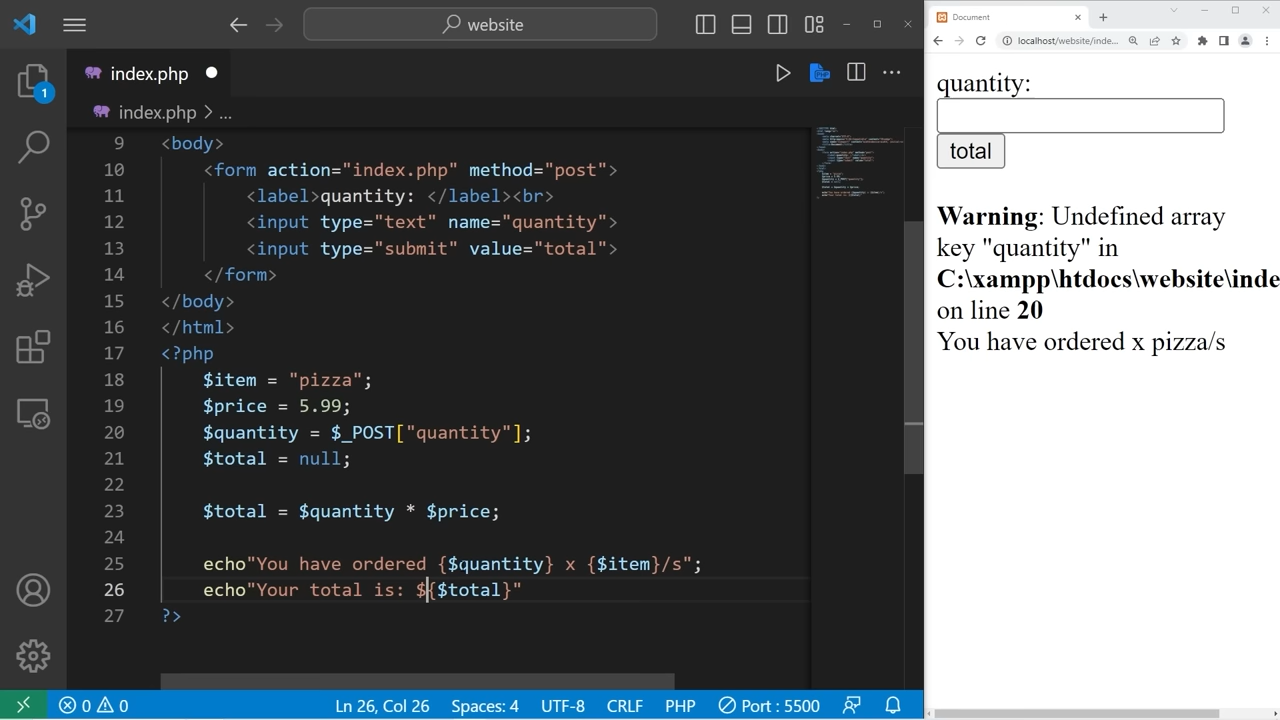 website
index.php
index.php > ...
1
9 <body>
10 <form action="index.php" method="post">
11 <label>quantity: </label><br>
12 <input type="text" name="quantity">
13 <input type="submit" value="total">
14 </form>
15 </body>
16 </html>
17 <?php
18 $item = "pizza";
19 $price = 5.99;
20 $quantity = $_POST["quantity"];
21 $total = null;
22
23 $total = $quantity * $price;
24
25 echo"You have ordered {$quantity} x {$item}/s";
26 echo"Your total is: ${$total}"
27 ?>
0 0
Ln 26, Col 26
Spaces: 4
UTF-8
CRLF
PHP
Port : 5500
Document
localhost/website/inde...
quantity:
total
Warning: Undefined array
key "quantity" in
C:\xampp\htdocs\website\inde
on line 20
You have ordered x pizza/s